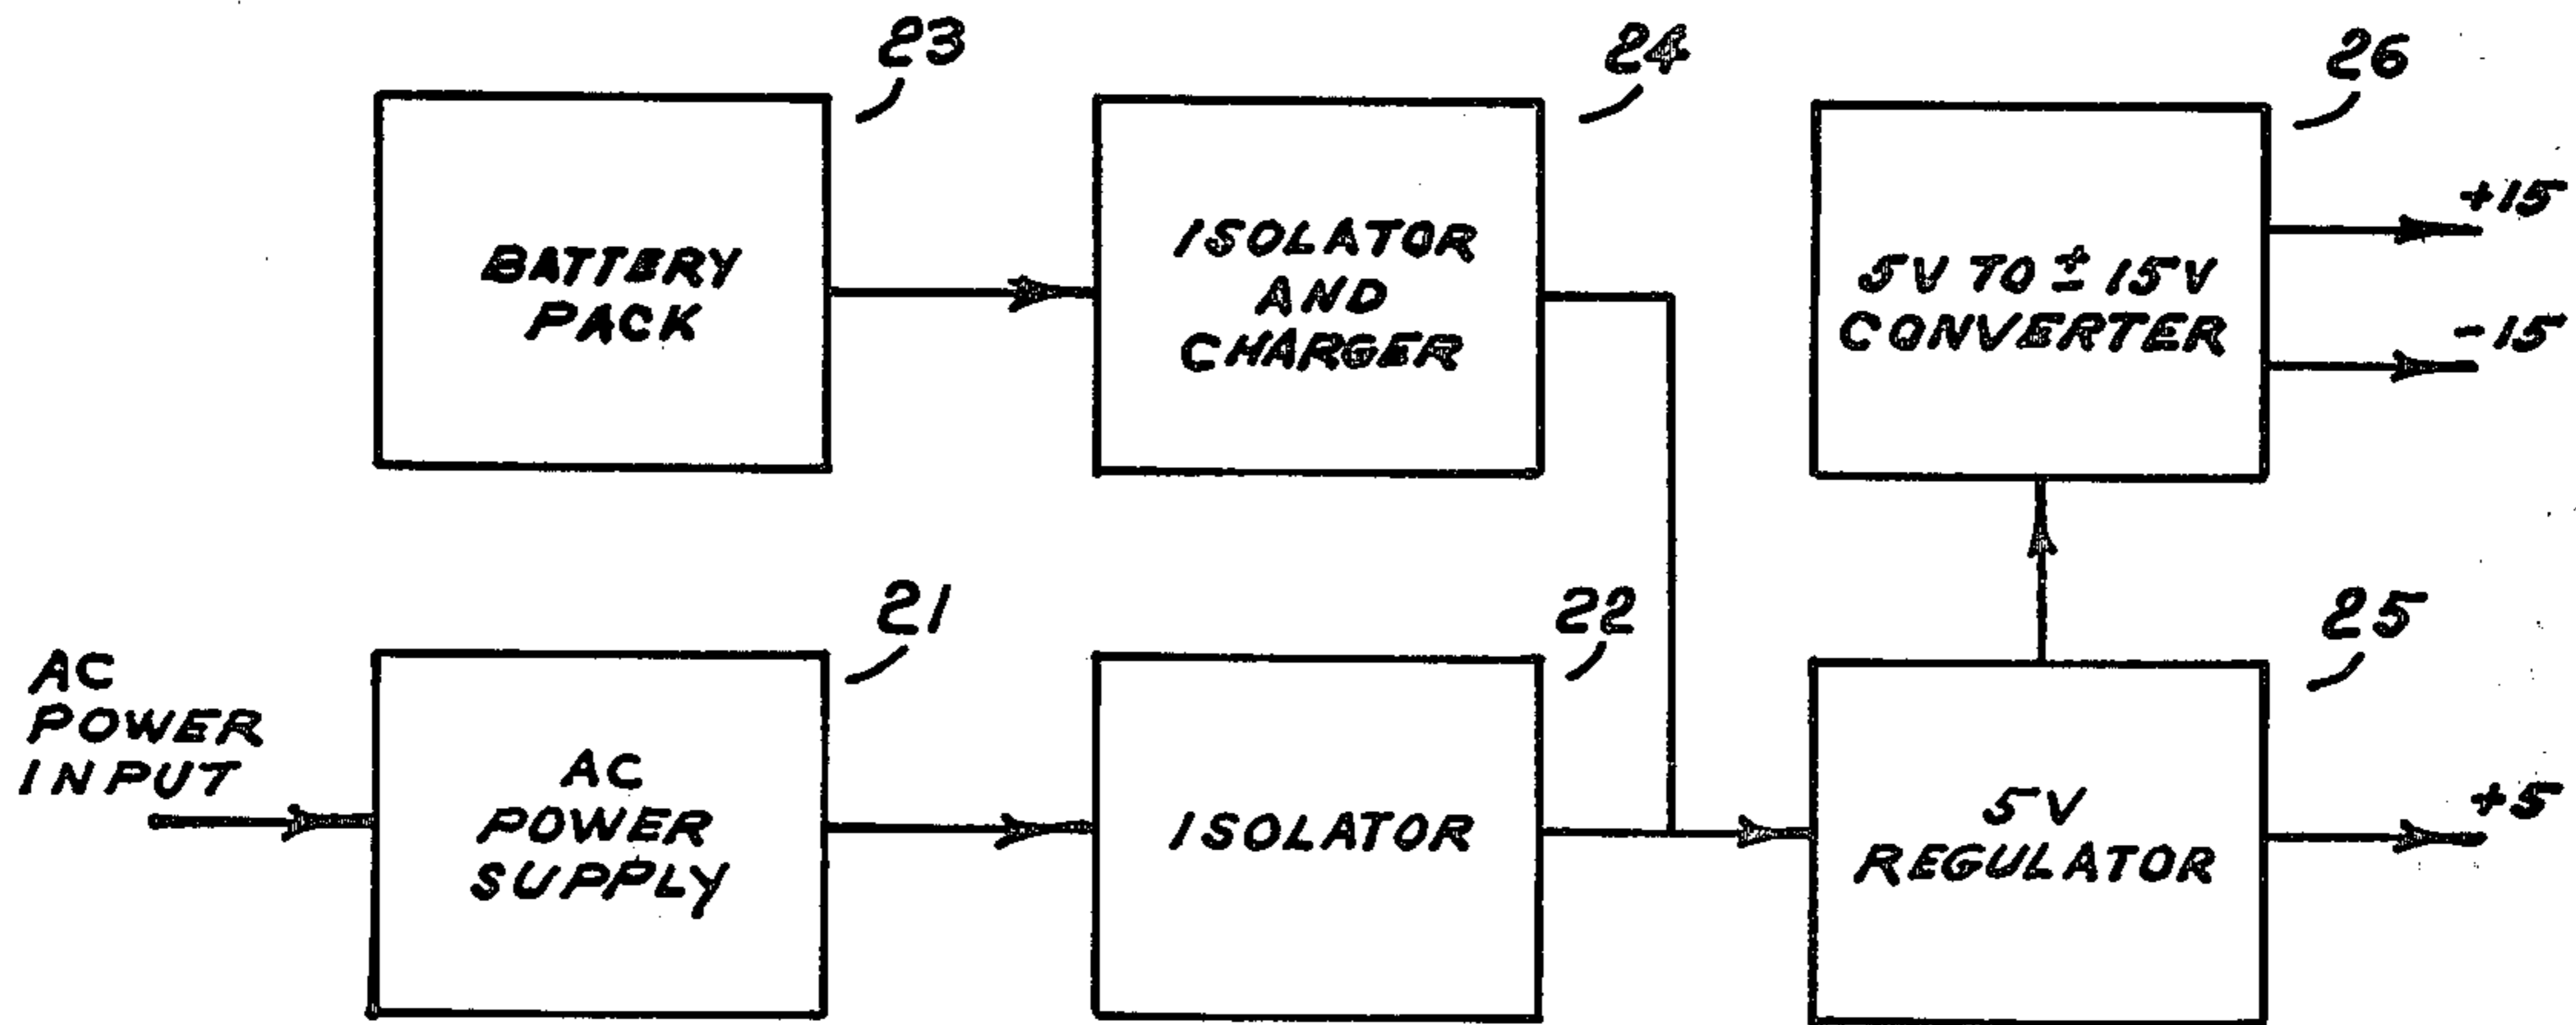 23
24
26
BATTERY
PACK
ISOLATOR
AND
CHARGER
5V TO ± 15V
CONVERTER
+15
-15
21
22
25
AC
POWER
INPUT
AC
POWER
SUPPLY
ISOLATOR
5V
REGULATOR
+5